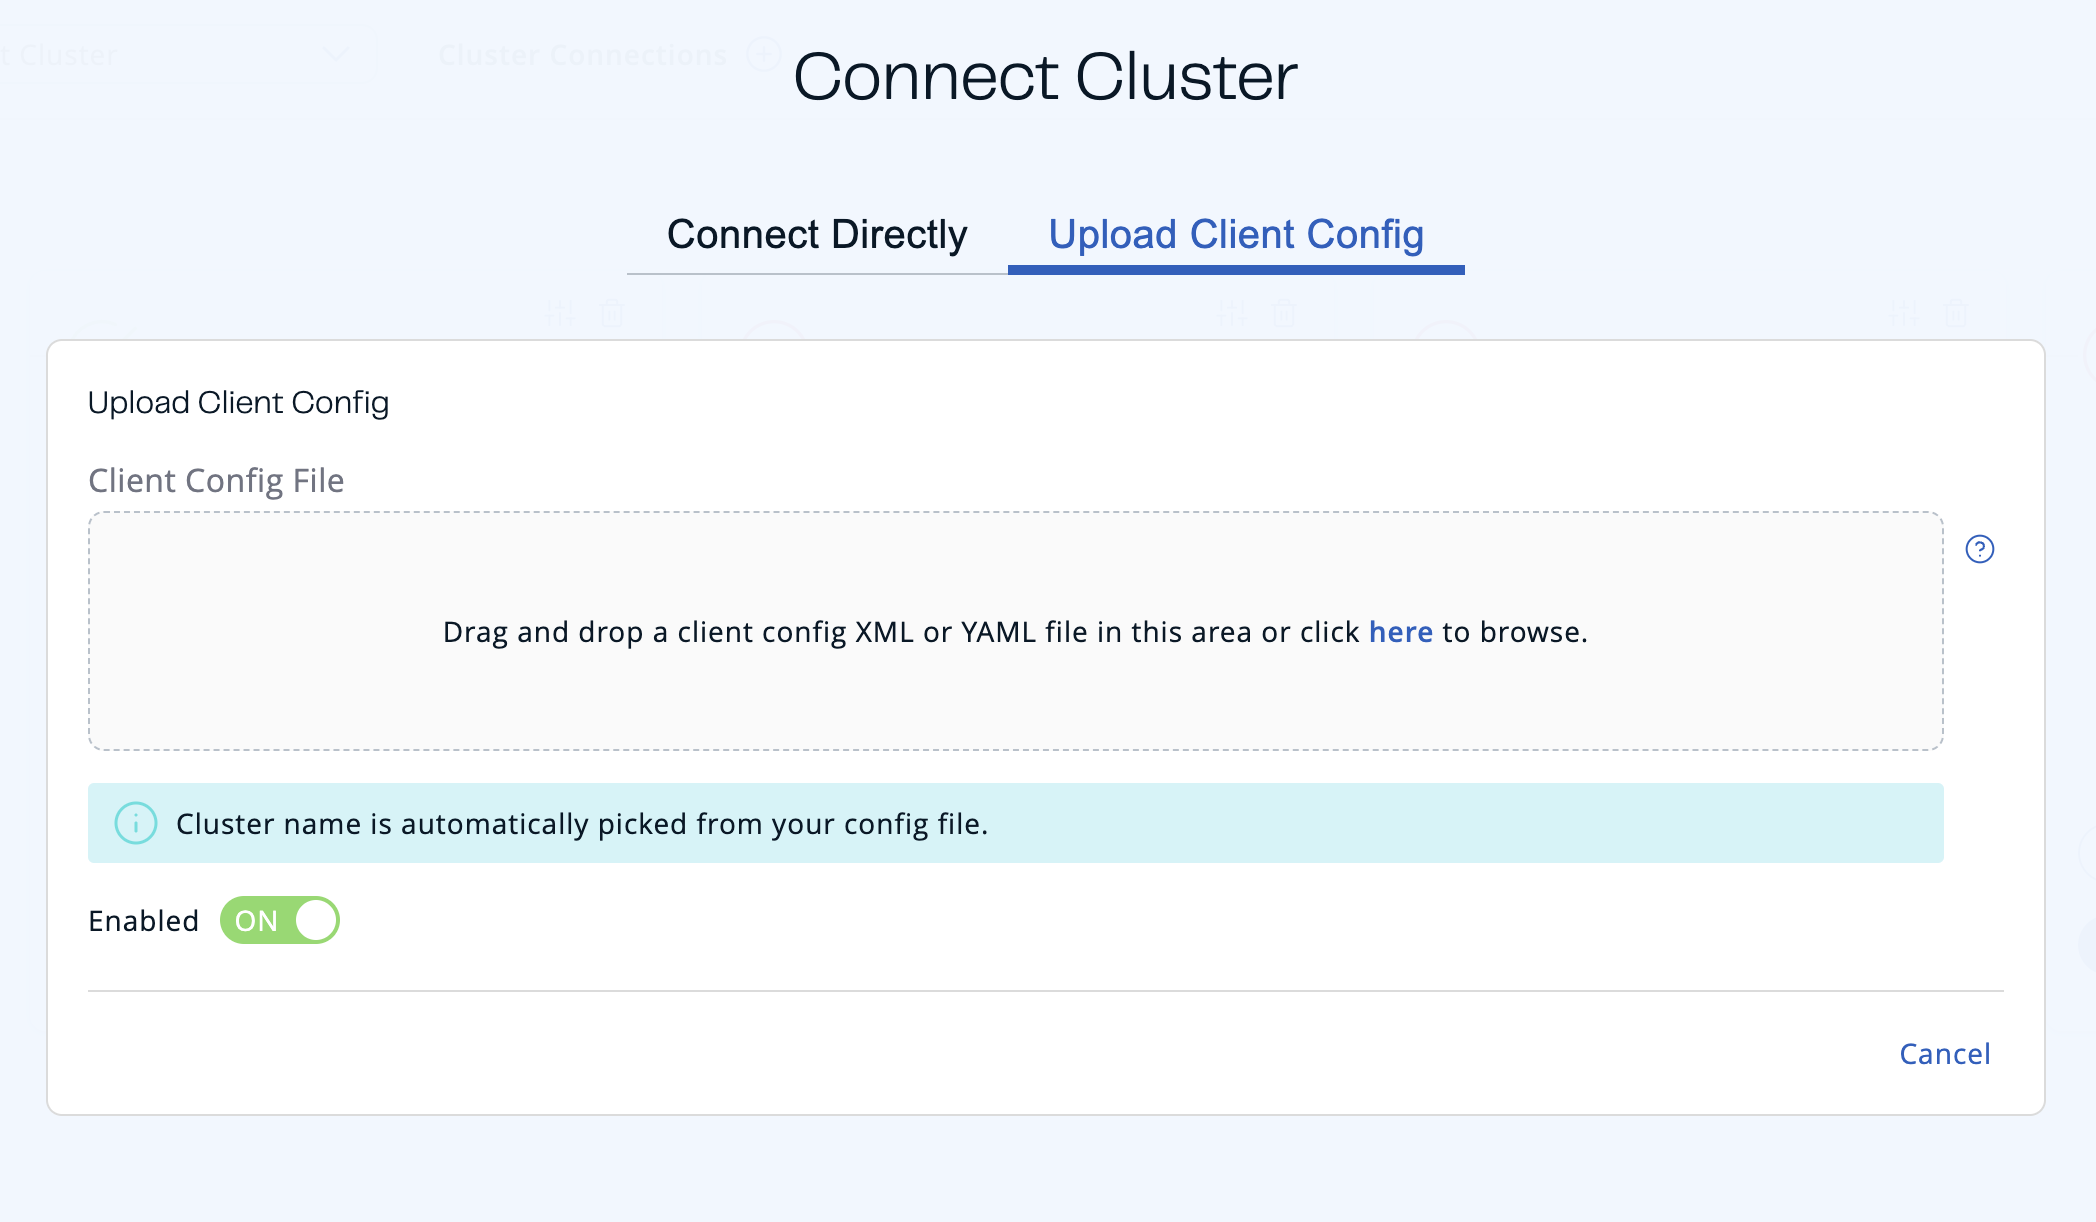 t Cluster
Cluster Connections
Connect Cluster
Connect Directly
Upload Client Config
Upload Client Config
Client Config File
Drag and drop a client config XML or YAML file in this area or click here to browse.
Cluster name is automatically picked from your config file.
Enabled
ON
Cancel